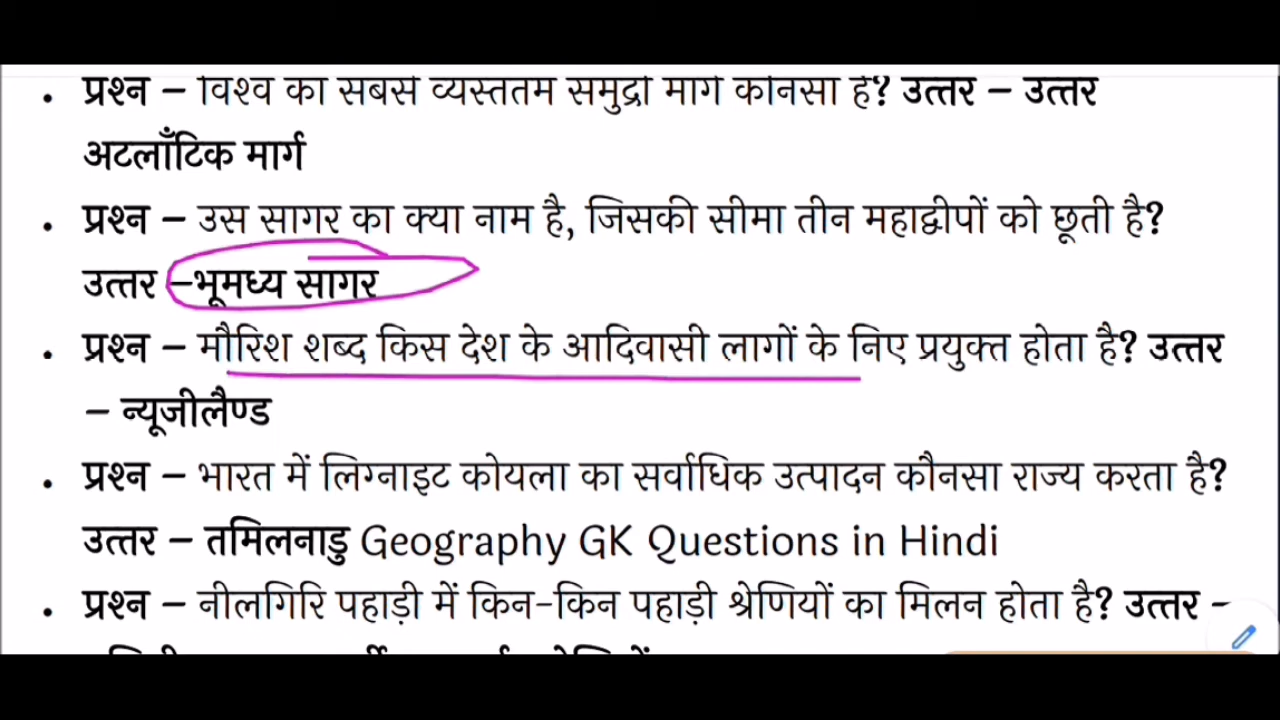 • प्रश्न – विश्व का सबसे व्यस्ततम समुद्री मार्ग कौनसा है? उत्तर – उत्तर
अटलाँटिक मार्ग
• प्रश्न – उस सागर का क्या नाम है, जिसकी सीमा तीन महाद्वीपों को छूती है?
उत्तर –भूमध्य सागर
• प्रश्न – मौरिश शब्द किस देश के आदिवासी लागों के निए प्रयुक्त होता है? उत्तर
– न्यूजीलैण्ड
• प्रश्न – भारत में लिग्नाइट कोयला का सर्वाधिक उत्पादन कौनसा राज्य करता है?
उत्तर – तमिलनाडु Geography GK Questions in Hindi
• प्रश्न – नीलगिरि पहाड़ी में किन-किन पहाड़ी श्रेणियों का मिलन होता है? उत्तर –